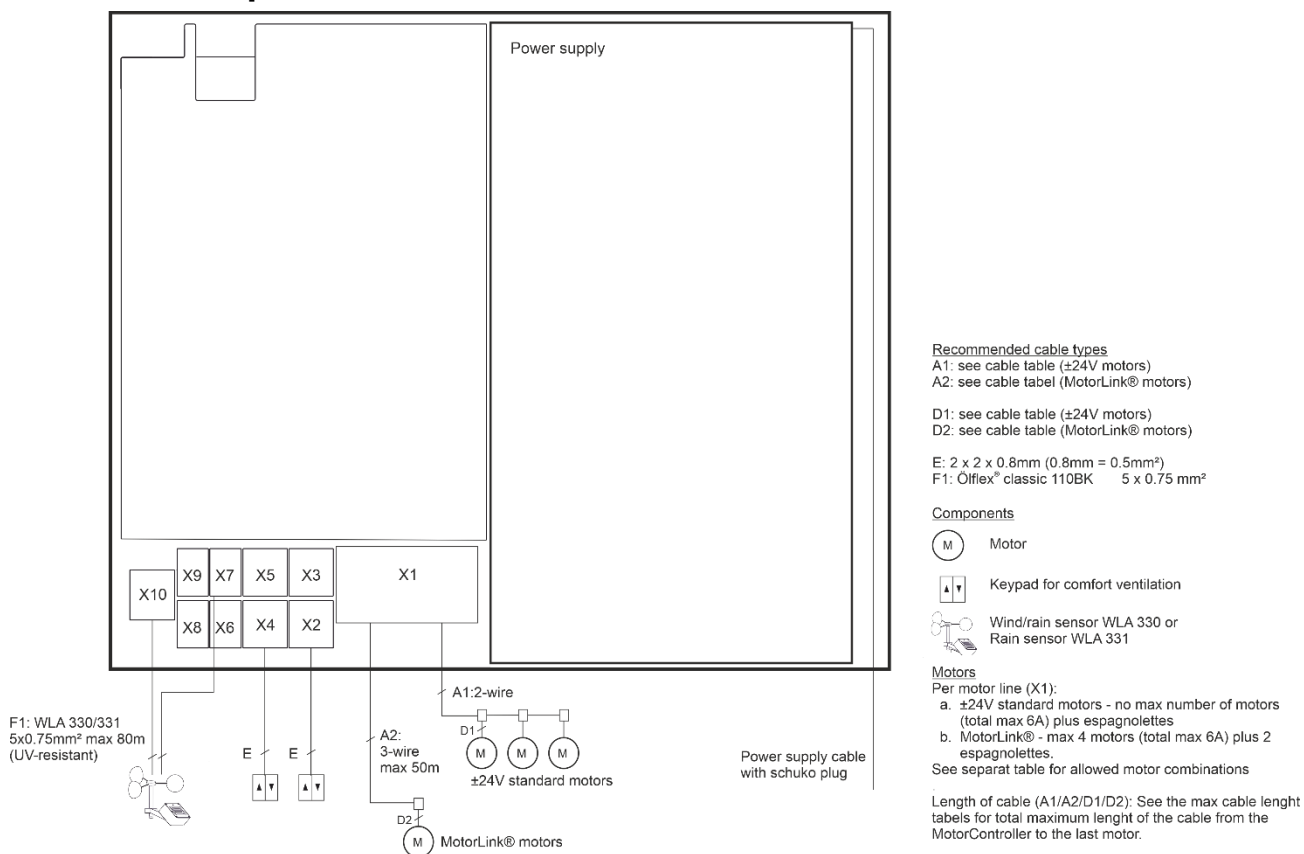 Power supply
X9
X7
X5
X3
X1
X10
X8
X6
X4
X2
A1:2-wire
F1: WLA 330/331
5x0.75mm² max 80m
(UV-resistant)
E
E
A2:
3-wire
max 50m
D1
M
M
M
±24V standard motors
D2
M
MotorLink® motors
Power supply cable
with schuko plug
Recommended cable types
A1: see cable table (±24V motors)
A2: see cable tabel (MotorLink® motors)
D1: see cable table (±24V motors)
D2: see cable table (MotorLink® motors)
E: 2 x 2 x 0.8mm (0.8mm = 0.5mm²)
F1: Ölflex® classic 110BK 5 x 0.75 mm²
Components
M
Motor
Keypad for comfort ventilation
Wind/rain sensor WLA 330 or
Rain sensor WLA 331
Motors
Per motor line (X1):
a. ±24V standard motors - no max number of motors
(total max 6A) plus espagnolettes
b. MotorLink® - max 4 motors (total max 6A) plus 2
espagnolettes.
See separat table for allowed motor combinations
Length of cable (A1/A2/D1/D2): See the max cable lenght
tabels for total maximum lenght of the cable from the
MotorController to the last motor.